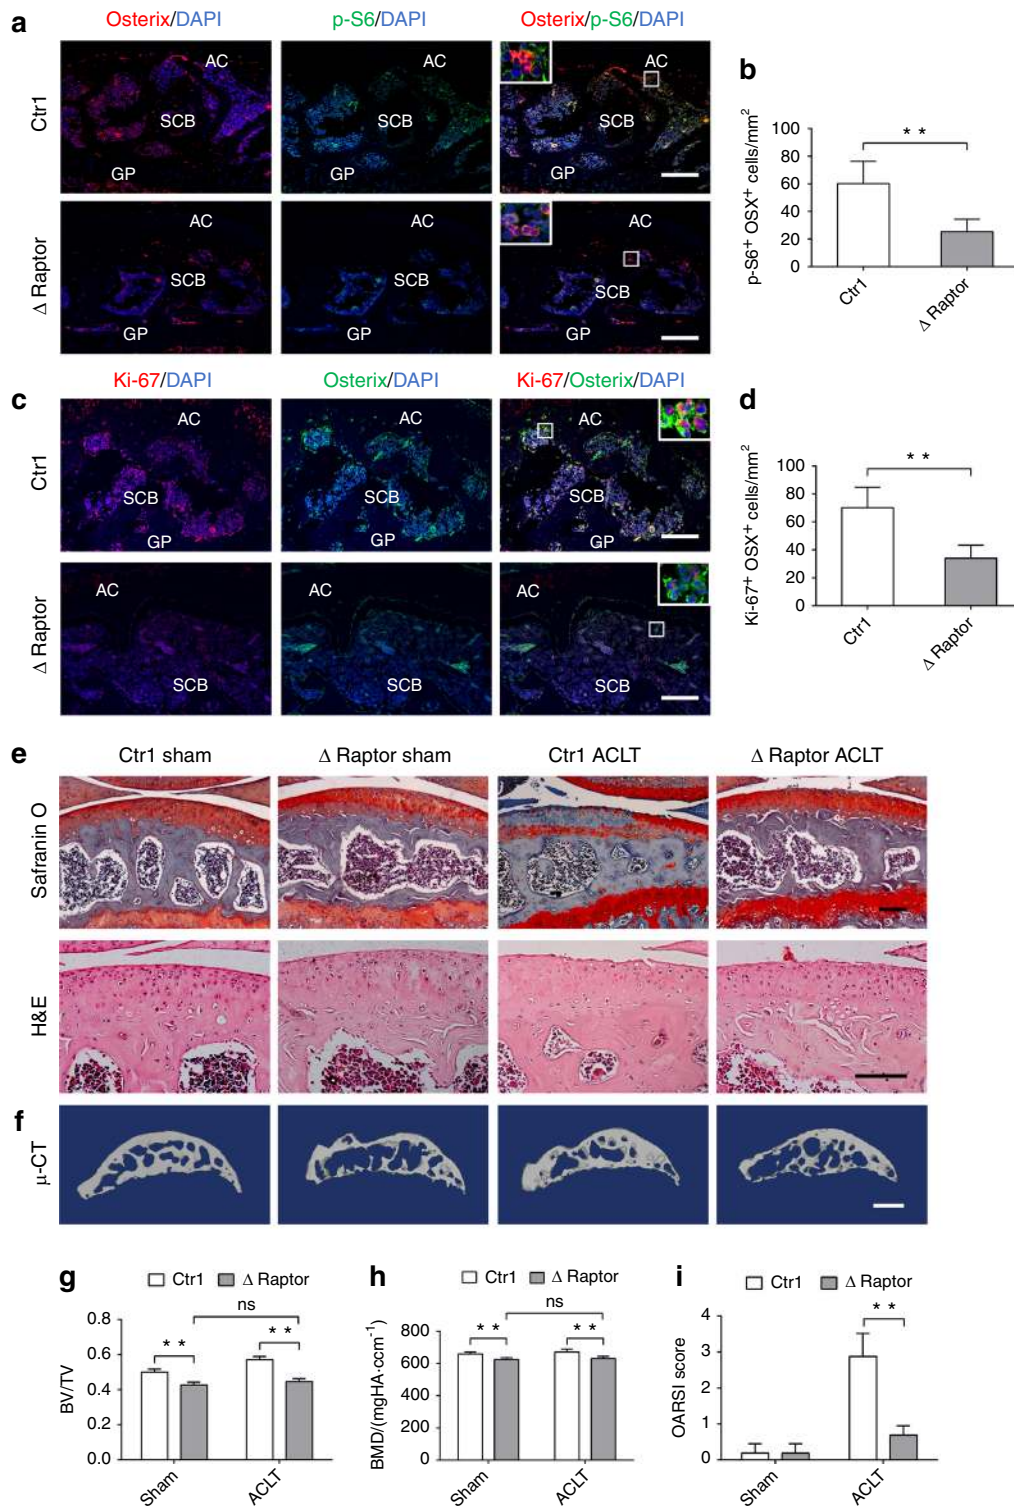 a
Osterix/DAPI
p-S6/DAPI
Osterix/p-S6/DAPI
Ctr1
AC
SCB
GP
AC
SCB
GP
AC
SCB
GP
Δ Raptor
AC
SCB
GP
AC
SCB
GP
AC
SCB
GP
b
p-S6+ OSX+ cells/mm²
100
80
60
40
20
0
* *
Ctr1
Δ Raptor
c
Ki-67/DAPI
Osterix/DAPI
Ki-67/Osterix/DAPI
Ctr1
AC
SCB
GP
AC
SCB
GP
AC
SCB
GP
Δ Raptor
AC
SCB
AC
SCB
AC
SCB
d
Ki-67+ OSX+ cells/mm²
100
80
60
40
20
0
* *
Ctr1
Δ Raptor
e
Ctr1 sham
Δ Raptor sham
Ctr1 ACLT
Δ Raptor ACLT
Safranin O
H&E
f
μ-CT
g
Ctr1
Δ Raptor
BV/TV
0.8
0.6
0.4
0.2
0.0
* *
ns
* *
Sham
ACLT
h
Ctr1
Δ Raptor
BMD/(mgHA·ccm⁻¹)
800
600
400
200
0
* *
ns
* *
Sham
ACLT
i
Ctr1
Δ Raptor
OARSI score
4
3
2
1
0
* *
Sham
ACLT